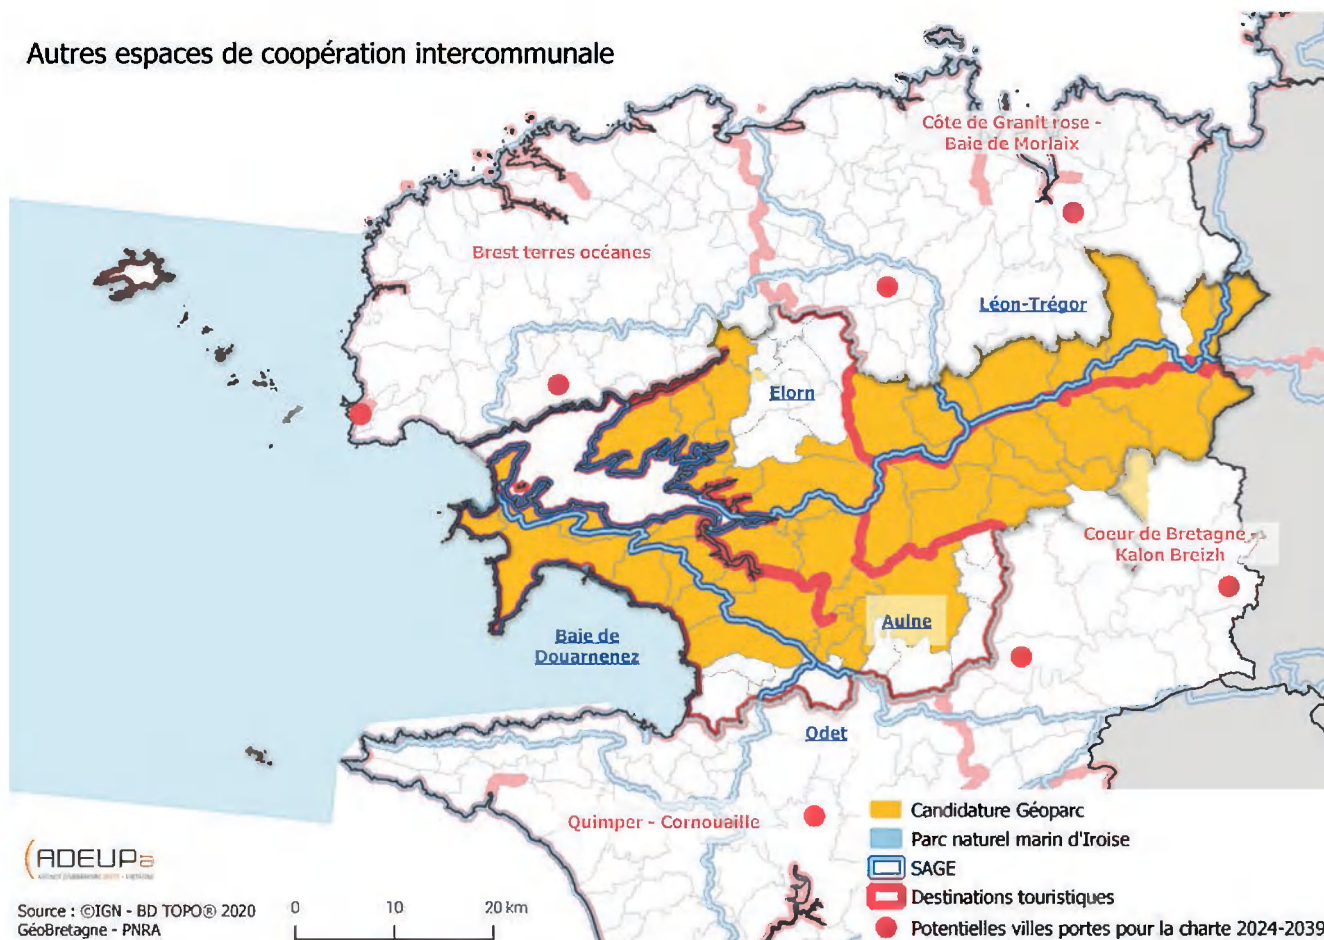 Autres espaces de coopération intercommunale
Côte de Granit rose -
Baie de Morlaix
Brest terres océanes
Léon-Trégor
Elorn
Coeur de Bretagne -
Kalon Breizh
Aulne
Baie de
Douarnenez
Odet
Quimper - Cornouaille
Candidature Géoparc
Parc naturel marin d'Iroise
SAGE
Destinations touristiques
Potentielles villes portes pour la charte 2024-2039
ADEUPa
Source : ©IGN - BD TOPO® 2020
GéoBretagne - PNRA
0 10 20 km